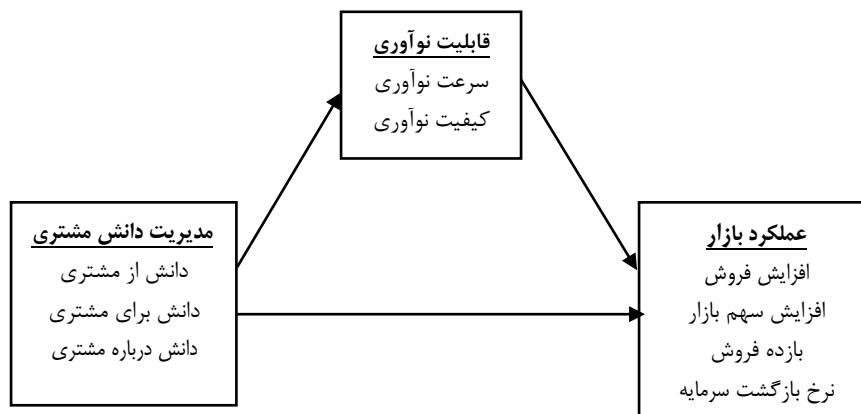 قابلیت نوآوری
سرعت نوآوری
کیفیت نوآوری
مدیریت دانش مشتری
دانش از مشتری
دانش برای مشتری
دانش درباره مشتری
عملکرد بازار
افزایش فروش
افزایش سهم بازار
بازده فروش
نرخ بازگشت سرمایه